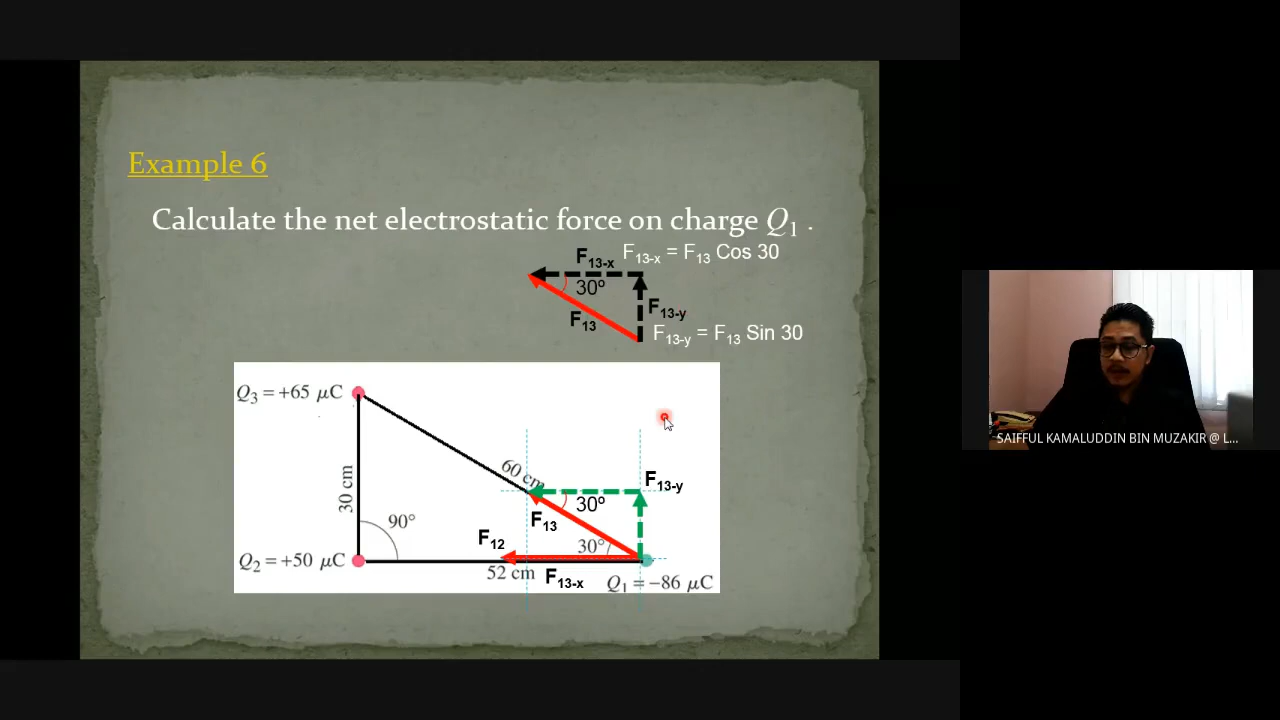 Example 6
Calculate the net electrostatic force on charge Q₁ .
F₁₃₋ₓ
F₁₃₋ₓ = F₁₃ Cos 30
30º
F₁₃
F₁₃-y
F₁₃-y = F₁₃ Sin 30
Q₃ = +65 μC
60 cm
F₁₃-y
30 cm
30º
F₁₃
90°
F₁₂
30°
Q₂ = +50 μC
52 cm
F₁₃₋ₓ
Q₁ = −86 μC
SAIFFUL KAMALUDDIN BIN MUZAKIR @ L...